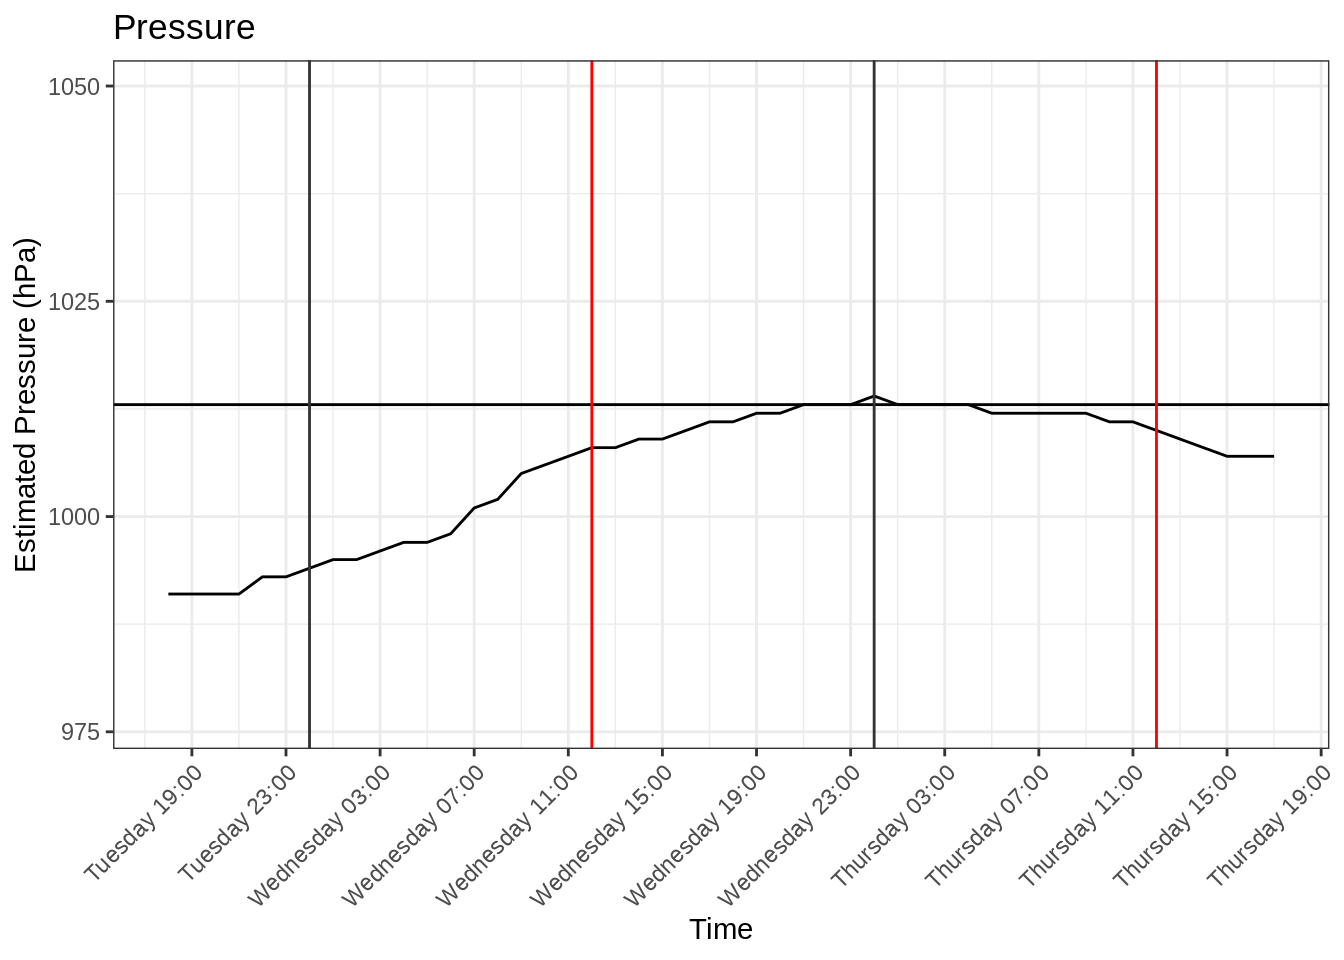 Pressure
Estimated Pressure (hPa)
1050
1025
1000
975
Tuesday 19:00
Tuesday 23:00
Wednesday 03:00
Wednesday 07:00
Wednesday 11:00
Wednesday 15:00
Wednesday 19:00
Wednesday 23:00
Thursday 03:00
Thursday 07:00
Thursday 11:00
Thursday 15:00
Thursday 19:00
Time